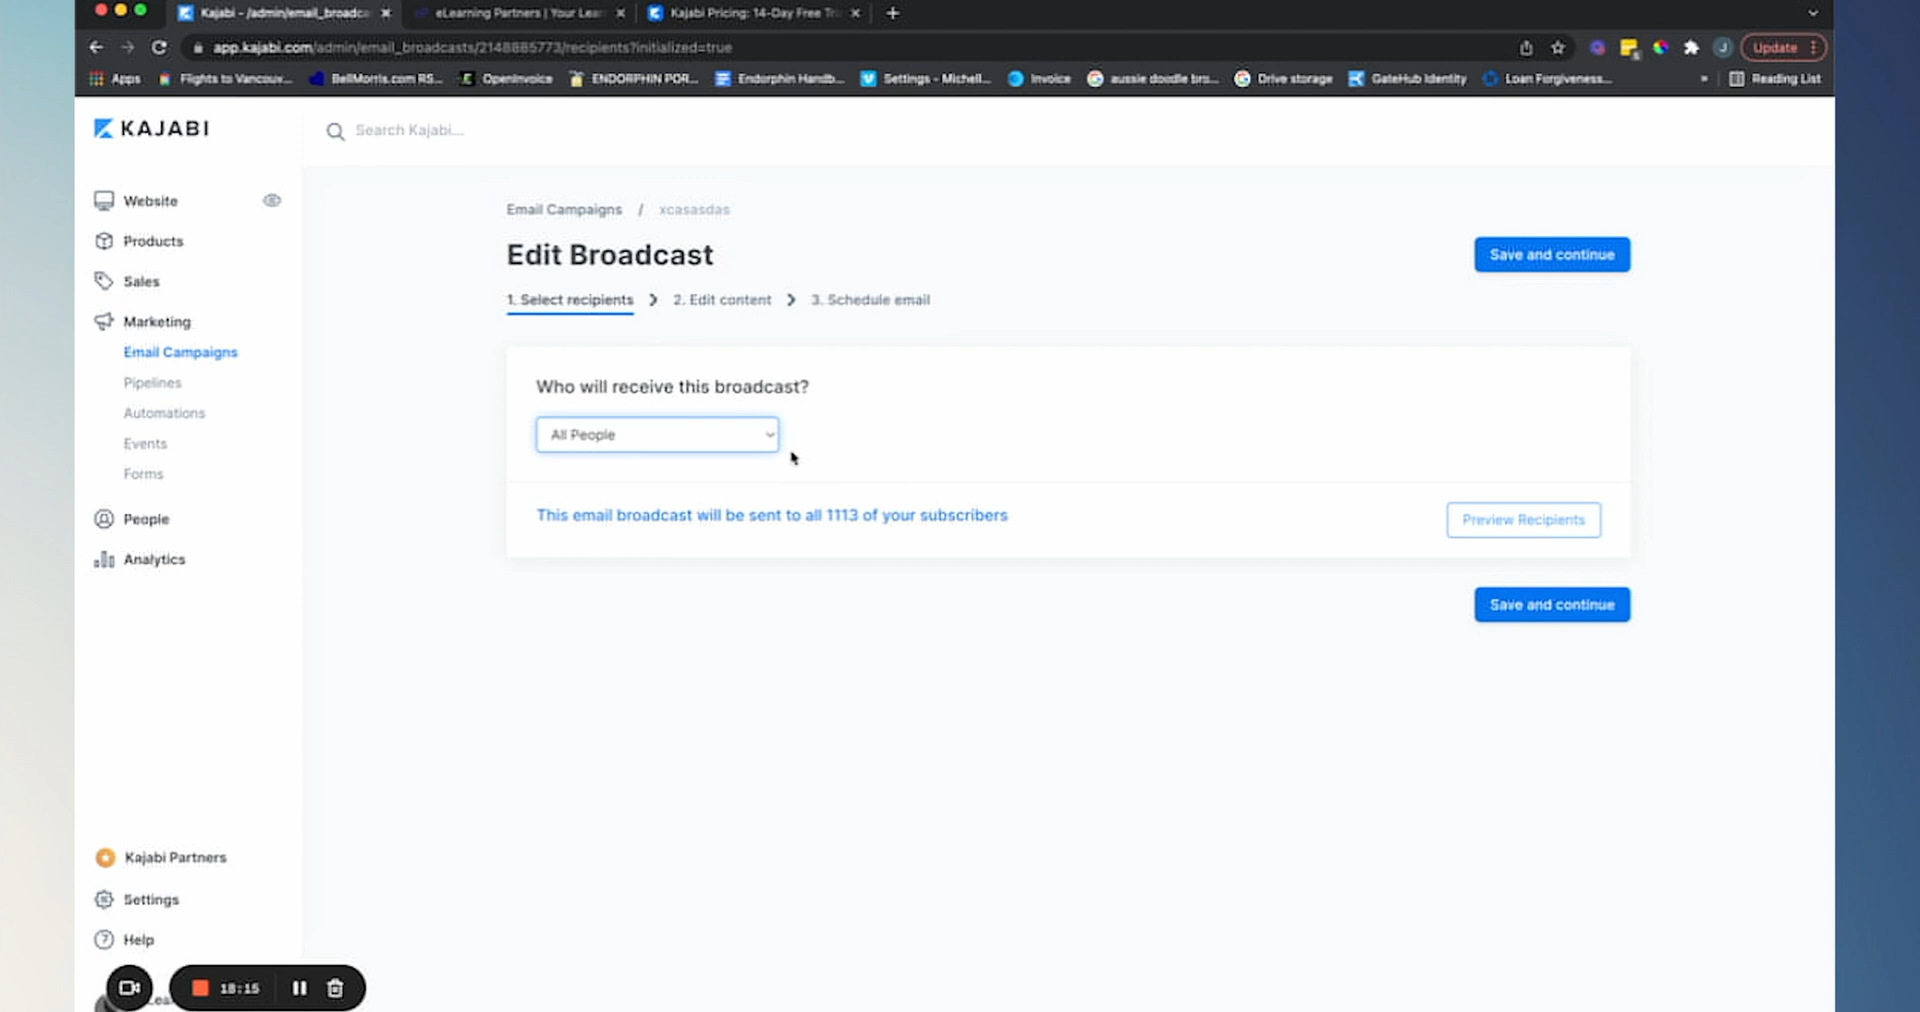 Kajabi - /admin/email_broadca
eLearning Partners | Your Lear
Kajabi Pricing: 14-Day Free Tri
app.kajabi.com/admin/email_broadcasts/2148885773/recipients?initialized=true
J
Update
Apps
Flights to Vancouv...
BellMorris.com RS...
OpenInvoice
ENDORPHIN POR...
Endorphin Handb...
Settings - Michell...
Invoice
aussie doodle bro...
Drive storage
GateHub Identity
Loan Forgiveness...
»
Reading List
KAJABI
Search Kajabi...
Website
Products
Sales
Marketing
Email Campaigns
Pipelines
Automations
Events
Forms
People
Analytics
Kajabi Partners
Settings
Help
Email Campaigns / xcasasdas
Edit Broadcast
Save and continue
1. Select recipients
2. Edit content
3. Schedule email
Who will receive this broadcast?
All People
This email broadcast will be sent to all 1113 of your subscribers
Preview Recipients
Save and continue
18:15